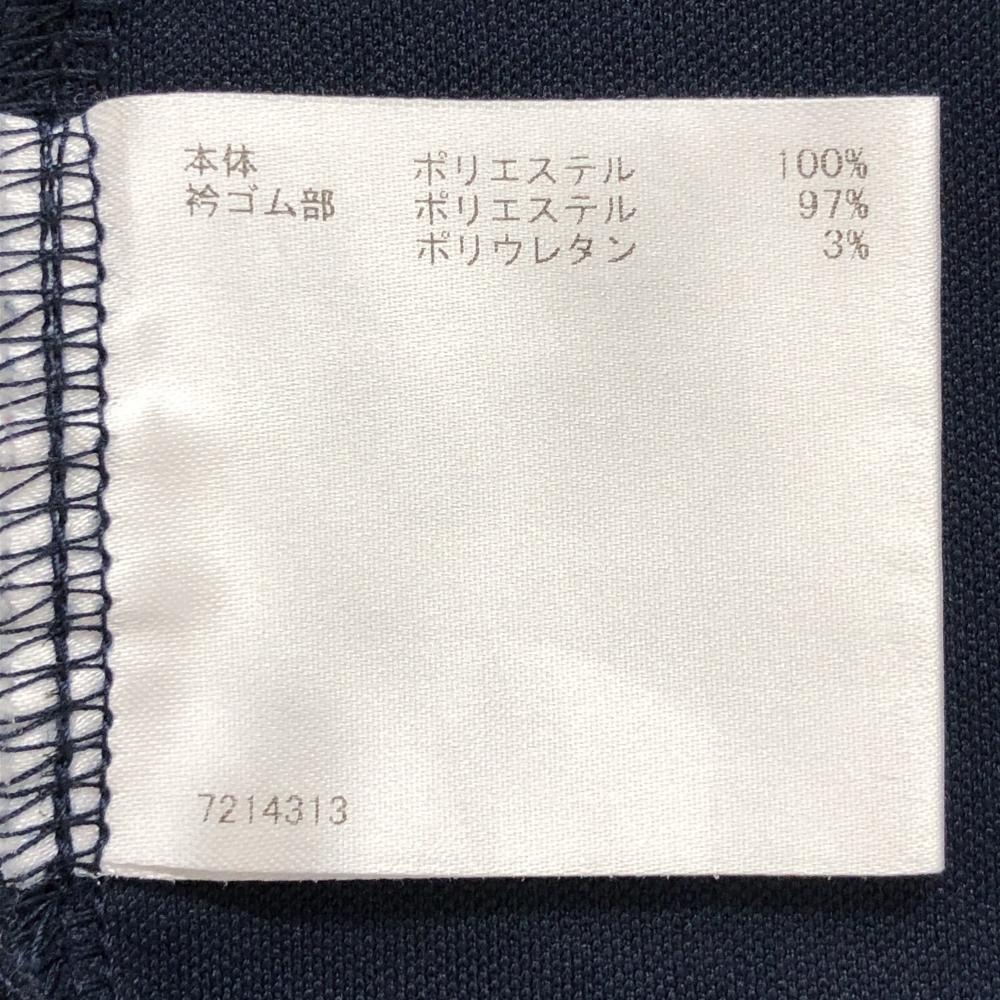 本体 ポリエステル 100%
衿ゴム部 ポリエステル 97%
ポリウレタン 3%
7214313